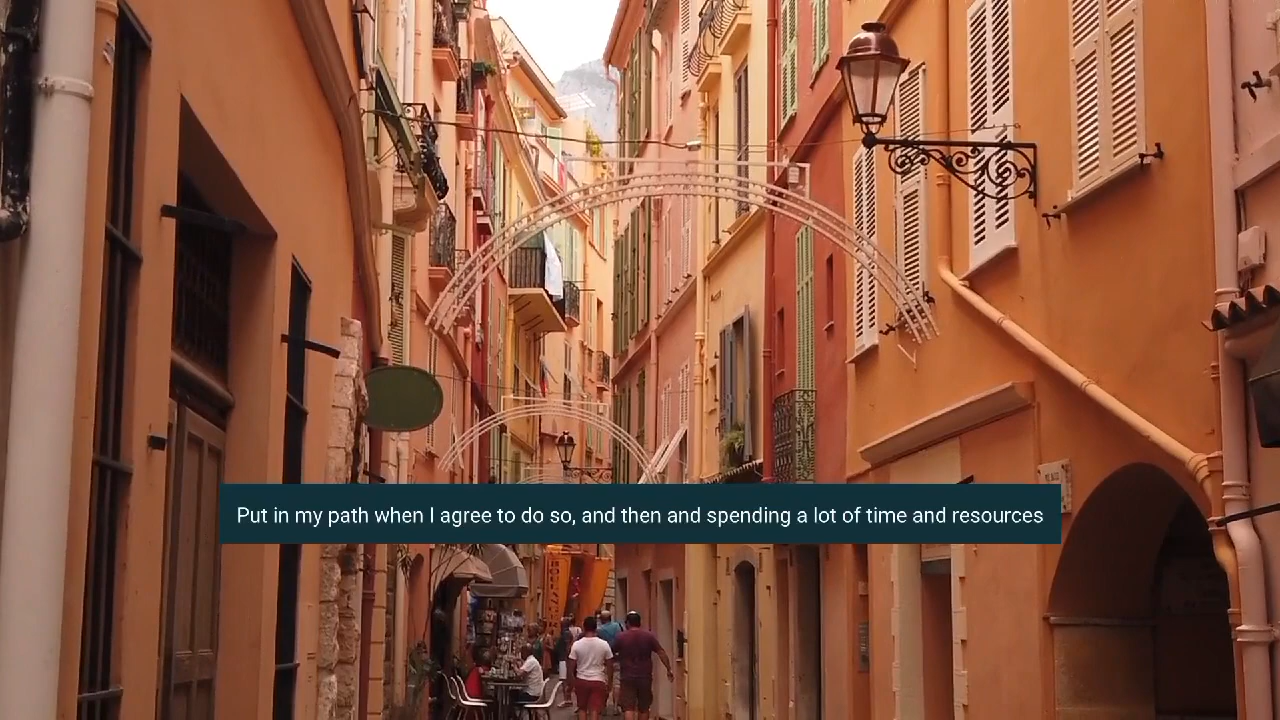 Put in my path when I agree to do so, and then and spending a lot of time and resources